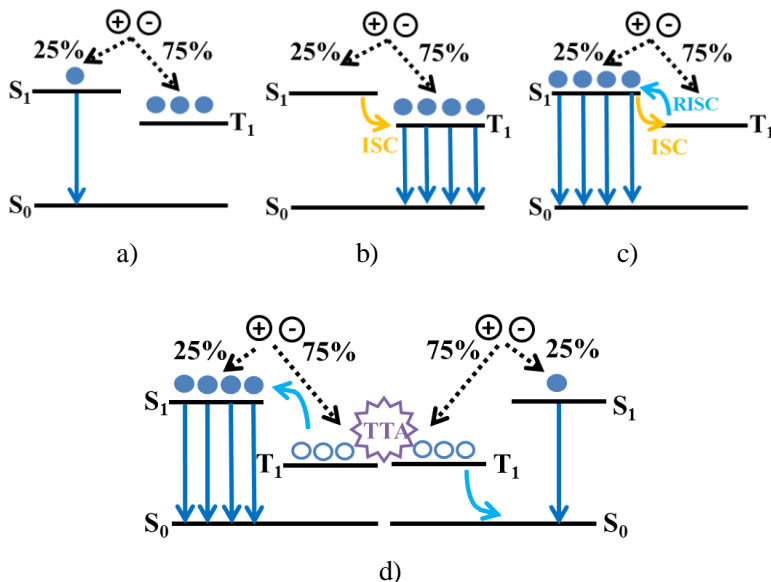 + - + - + -
25% 75% 25% 75% 25% 75%
S1 T1 S1 T1 S1 RISC T1
ISC ISC
S0 S0 S0
a) b) c)
+ - + -
25% 75% 75% 25%
S1 S1
TTA
T1 T1
S0 S0
d)